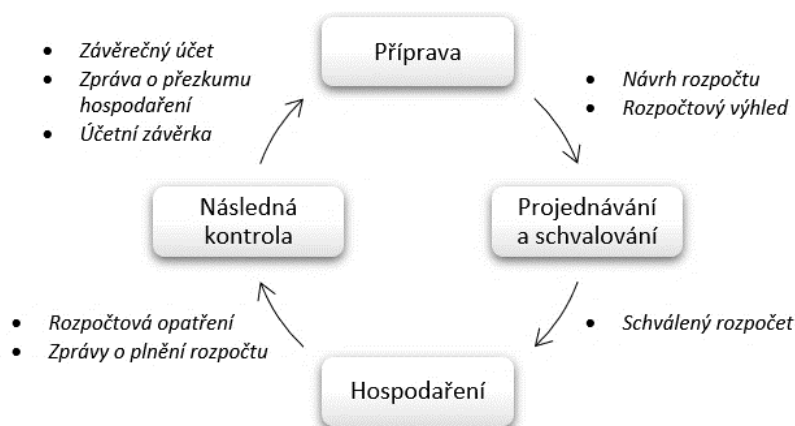 Příprava
• Závěrečný účet
• Zpráva o přezkumu
hospodaření
• Účetní závěrka
• Návrh rozpočtu
• Rozpočtový výhled
Následná
kontrola
Projednávání
a schvalování
• Rozpočtová opatření
• Zprávy o plnění rozpočtu
• Schválený rozpočet
Hospodaření